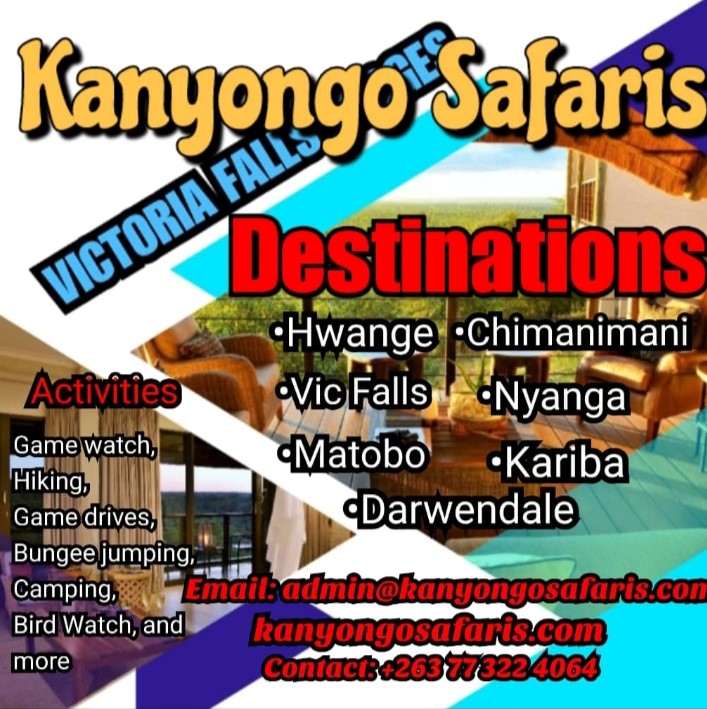 Kanyongo Safaris
VICTORIA FALLS
Destinations
•Hwange •Chimanimani
•Vic Falls •Nyanga
•Matobo •Kariba
•Darwendale
Activities
Game watch,
Hiking,
Game drives,
Bungee jumping,
Camping,
Bird Watch, and
more
Email: admin@kanyongosafaris.com
kanyongosafaris.com
Contact: +263 77 322 4064